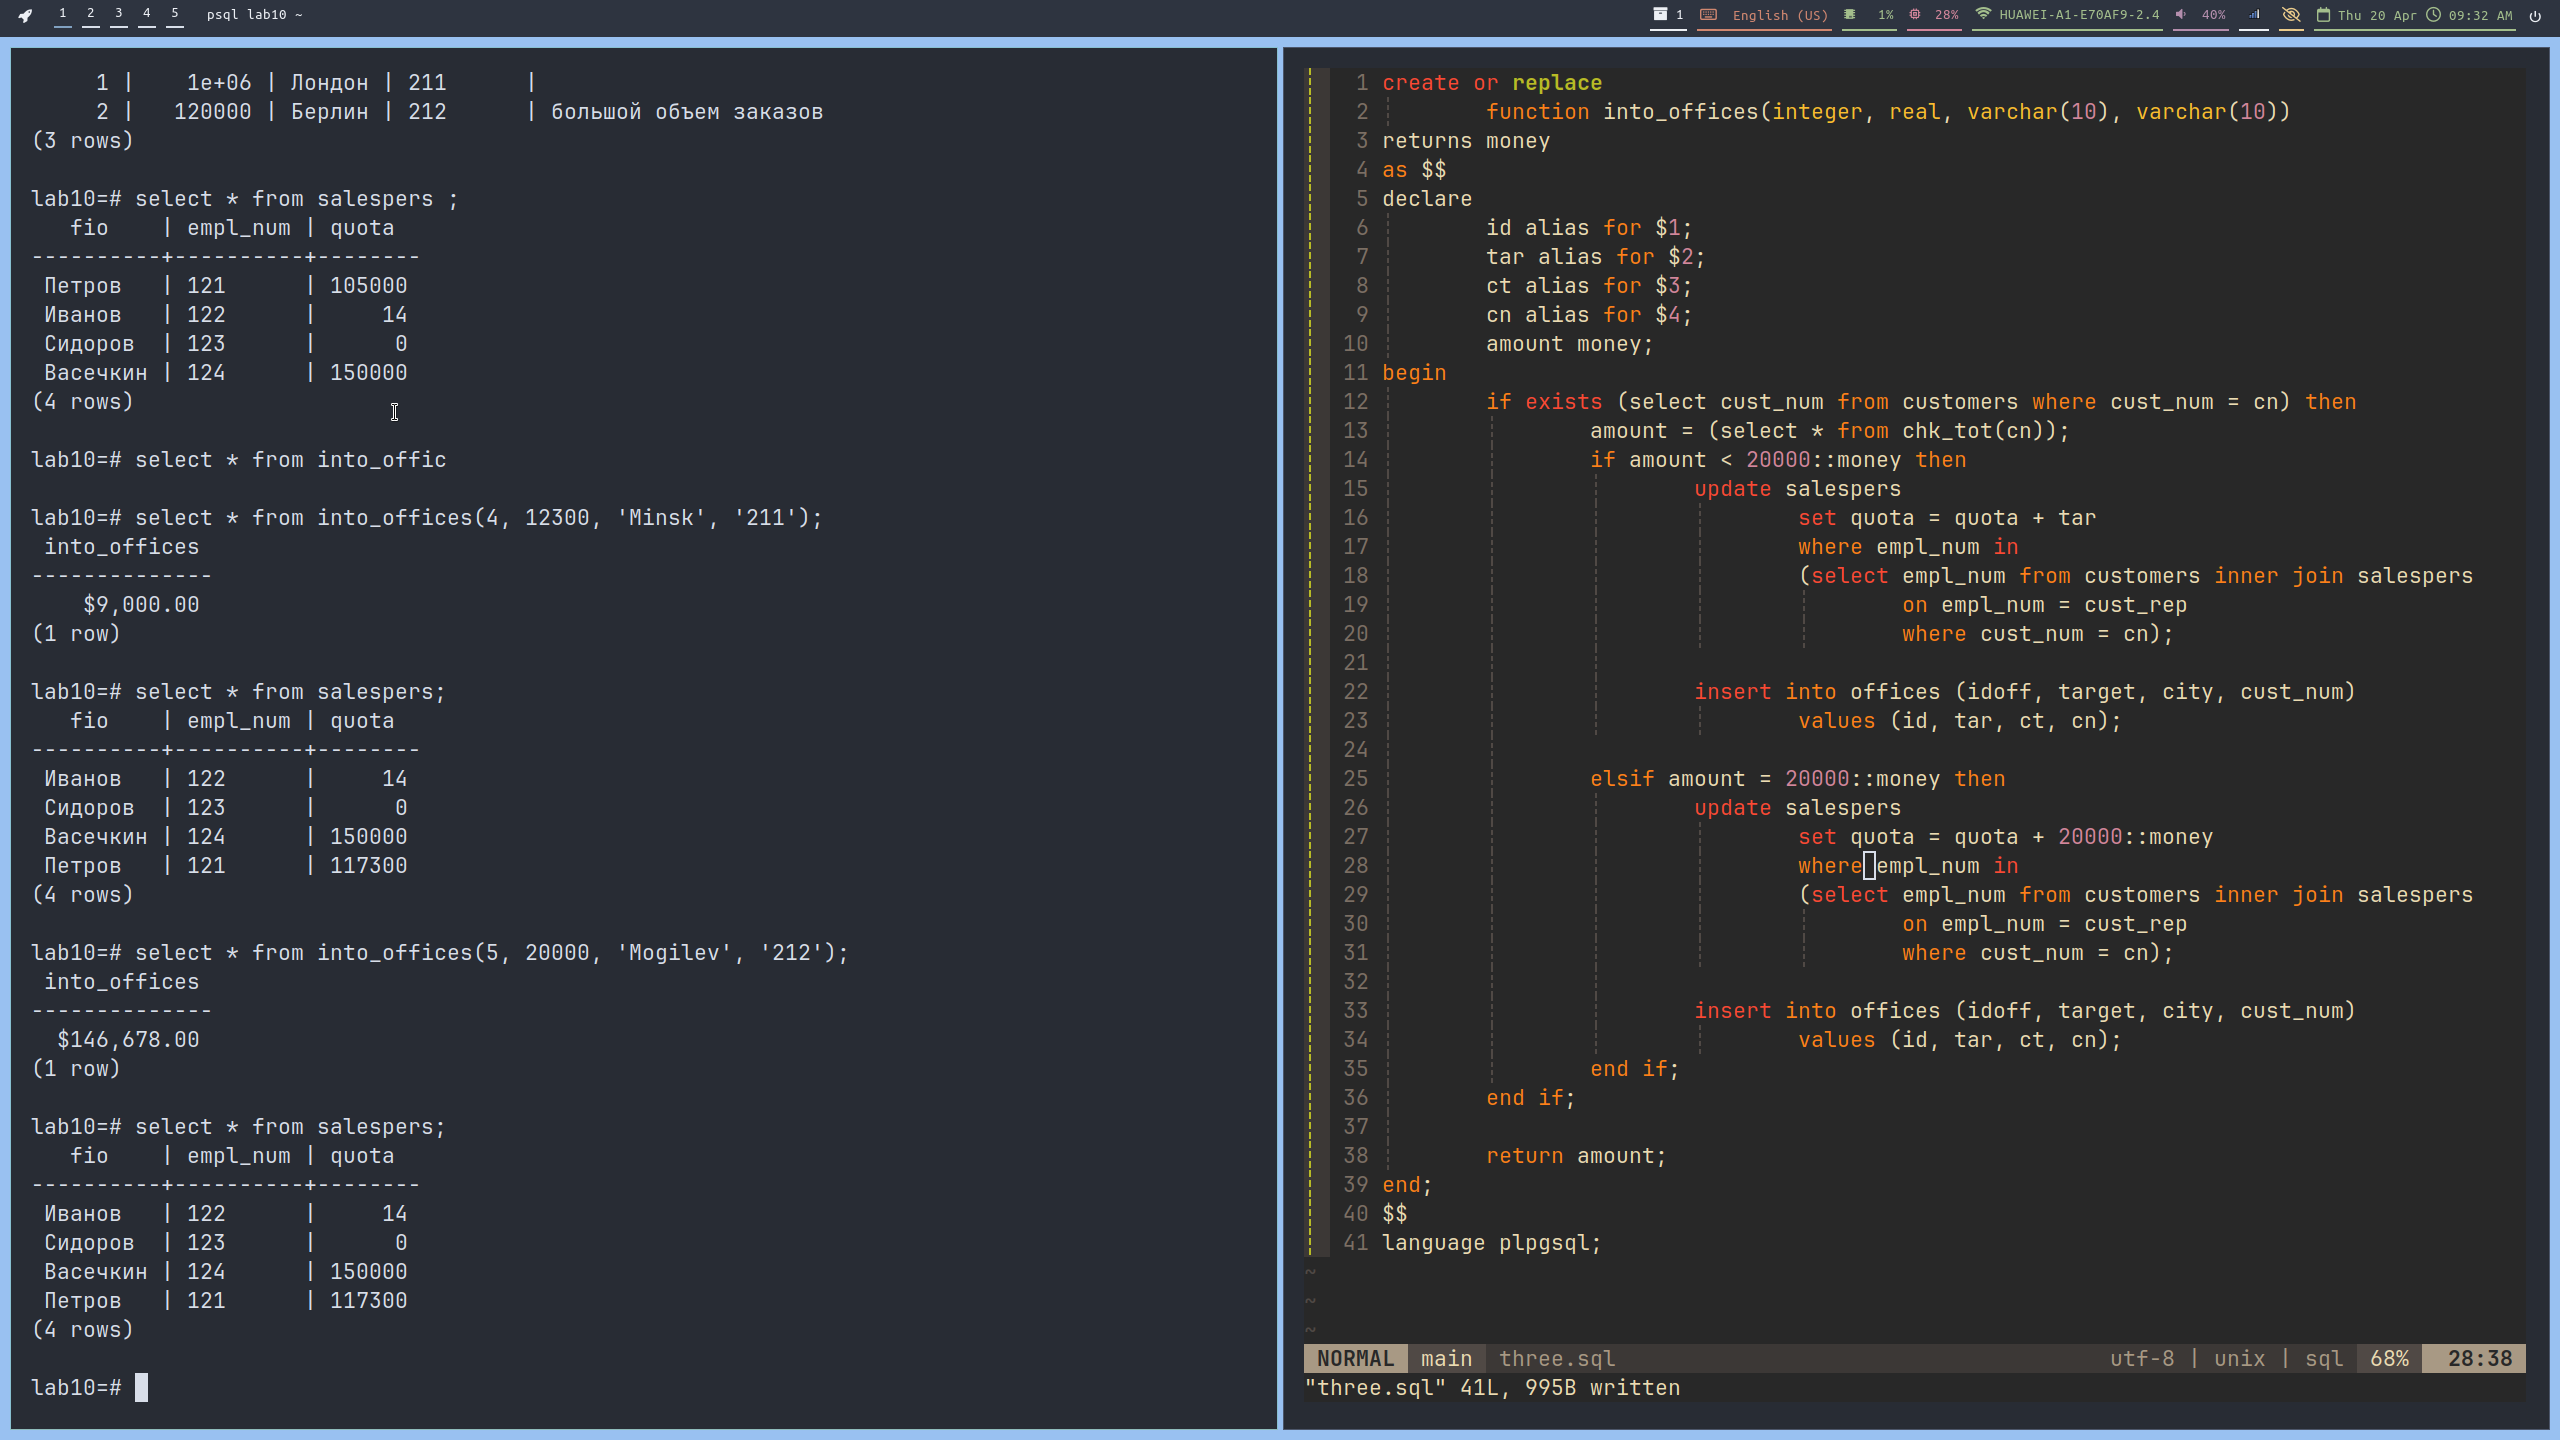 1 2 3 4 5 psql lab10 ~
1 English (US) 1% 28% HUAWEI-A1-E70AF9-2.4 40% Thu 20 Apr 09:32 AM
     1 |    1e+06 | Лондон | 211      |
     2 |   120000 | Берлин | 212      | большой объем заказов
(3 rows)
lab10=# select * from salespers ;
   fio    | empl_num | quota
----------+----------+--------
 Петров   | 121      | 105000
 Иванов   | 122      |     14
 Сидоров  | 123      |      0
 Васечкин | 124      | 150000
(4 rows)
lab10=# select * from into_offic
lab10=# select * from into_offices(4, 12300, 'Minsk', '211');
 into_offices
--------------
    $9,000.00
(1 row)
lab10=# select * from salespers;
   fio    | empl_num | quota
----------+----------+--------
 Иванов   | 122      |     14
 Сидоров  | 123      |      0
 Васечкин | 124      | 150000
 Петров   | 121      | 117300
(4 rows)
lab10=# select * from into_offices(5, 20000, 'Mogilev', '212');
 into_offices
--------------
  $146,678.00
(1 row)
lab10=# select * from salespers;
   fio    | empl_num | quota
----------+----------+--------
 Иванов   | 122      |     14
 Сидоров  | 123      |      0
 Васечкин | 124      | 150000
 Петров   | 121      | 117300
(4 rows)
lab10=#
1 create or replace
2         function into_offices(integer, real, varchar(10), varchar(10))
3 returns money
4 as $$
5 declare
6         id alias for $1;
7         tar alias for $2;
8         ct alias for $3;
9         cn alias for $4;
10         amount money;
11 begin
12         if exists (select cust_num from customers where cust_num = cn) then
13                 amount = (select * from chk_tot(cn));
14                 if amount < 20000::money then
15                         update salespers
16                                 set quota = quota + tar
17                                 where empl_num in
18                                 (select empl_num from customers inner join salespers
19                                         on empl_num = cust_rep
20                                         where cust_num = cn);
21
22                         insert into offices (idoff, target, city, cust_num)
23                                 values (id, tar, ct, cn);
24
25                 elsif amount = 20000::money then
26                         update salespers
27                                 set quota = quota + 20000::money
28                                 where empl_num in
29                                 (select empl_num from customers inner join salespers
30                                         on empl_num = cust_rep
31                                         where cust_num = cn);
32
33                         insert into offices (idoff, target, city, cust_num)
34                                 values (id, tar, ct, cn);
35                 end if;
36         end if;
37
38         return amount;
39 end;
40 $$
41 language plpgsql;
~
~
~
NORMAL main three.sql utf-8 | unix | sql 68% 28:38
"three.sql" 41L, 995B written